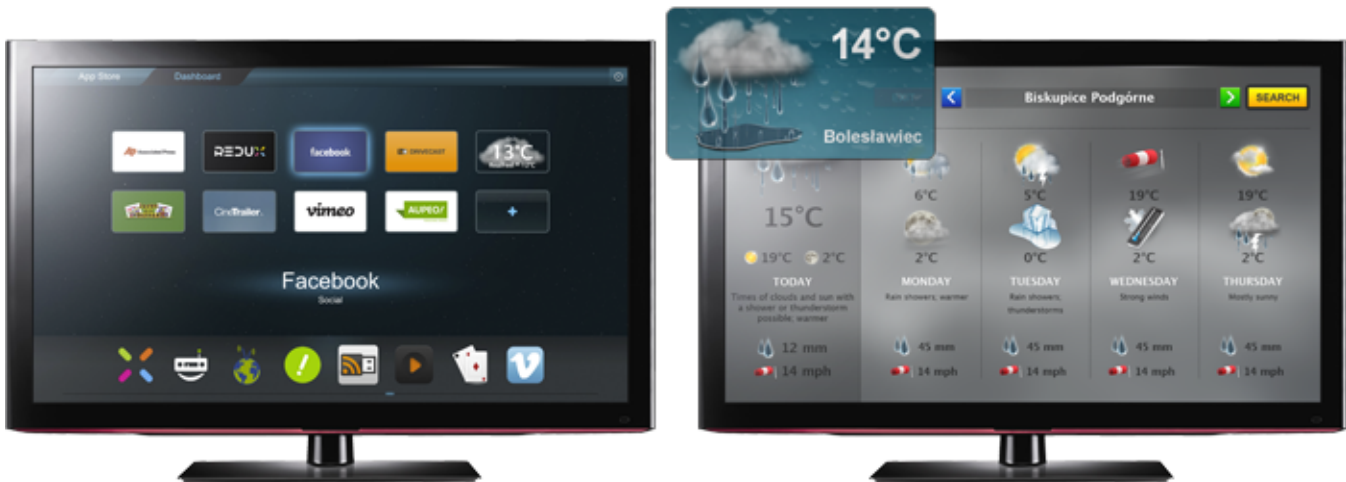 App Store
Dashboard
Associated Press
REDUX
facebook
DRIVECAST
13°C
CineTrailer.
vimeo
AUPEO!
+
Facebook
Social
14°C
Bolesławiec
Biskupice Podgórne
SEARCH
15°C
19°C
2°C
TODAY
Times of clouds and sun with
a shower or thunderstorm
possible; warmer
12 mm
14 mph
6°C
2°C
MONDAY
Rain showers; warmer
45 mm
14 mph
5°C
0°C
TUESDAY
Rain showers,
thunderstorms
45 mm
14 mph
19°C
2°C
WEDNESDAY
Strong winds
45 mm
14 mph
19°C
2°C
THURSDAY
Mostly sunny
45 mm
14 mph